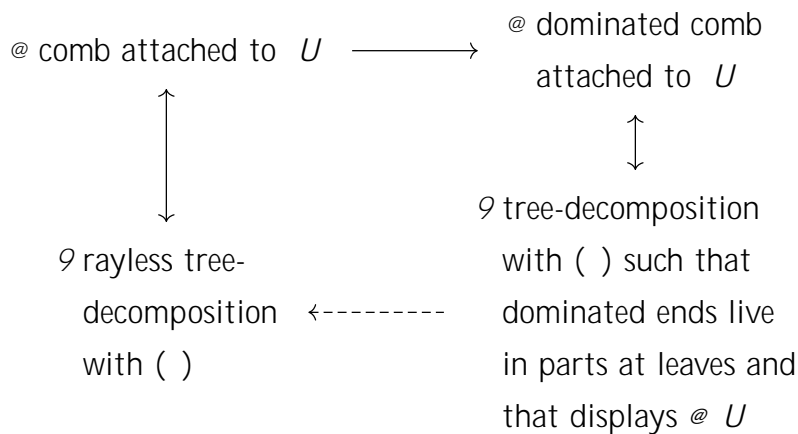 @ comb attached to U
@ dominated comb
attached to U
9 rayless tree-
decomposition
with ( )
9 tree-decomposition
with ( ) such that
dominated ends live
in parts at leaves and
that displays @ U